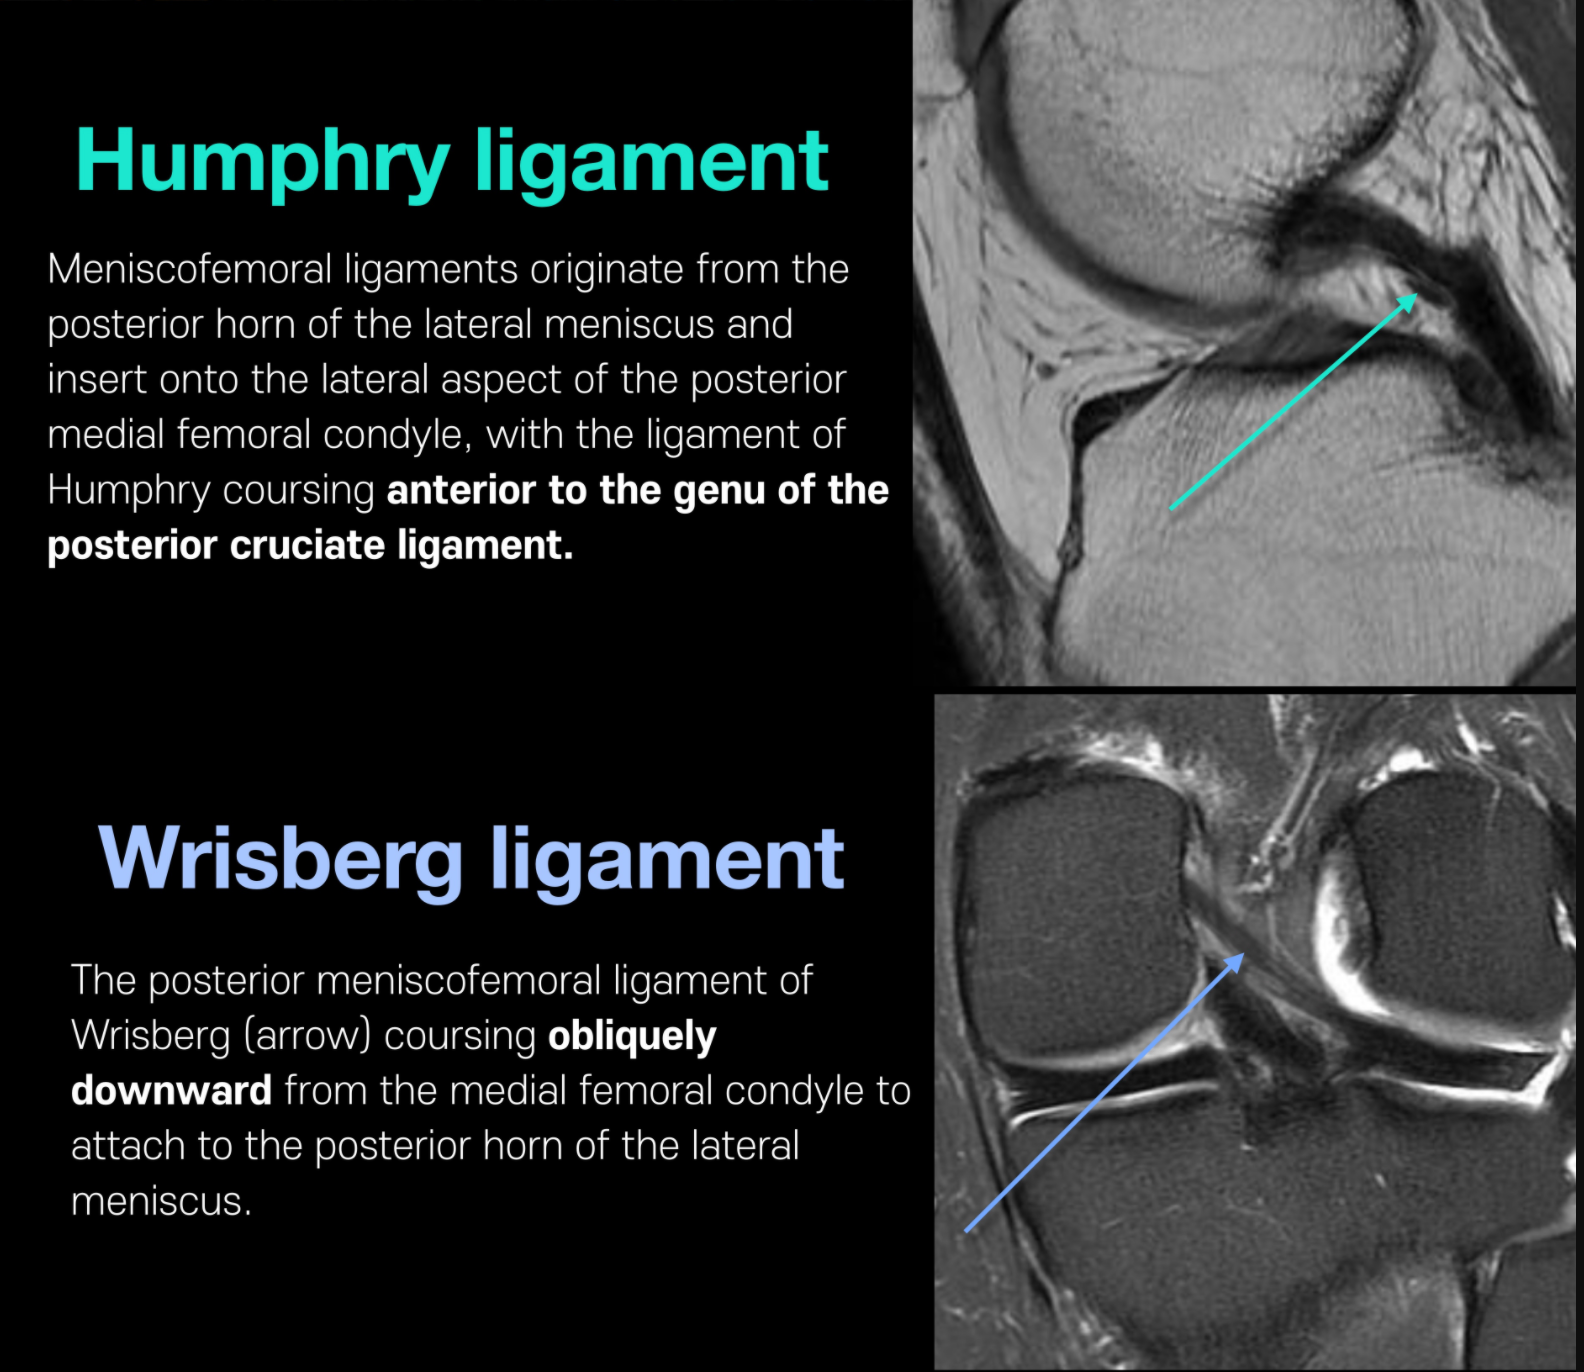 Humphry ligament
Meniscofemoral ligaments originate from the
posterior horn of the lateral meniscus and
insert onto the lateral aspect of the posterior
medial femoral condyle, with the ligament of
Humphry coursing anterior to the genu of the
posterior cruciate ligament.
Wrisberg ligament
The posterior meniscofemoral ligament of
Wrisberg (arrow) coursing obliquely
downward from the medial femoral condyle to
attach to the posterior horn of the lateral
meniscus.